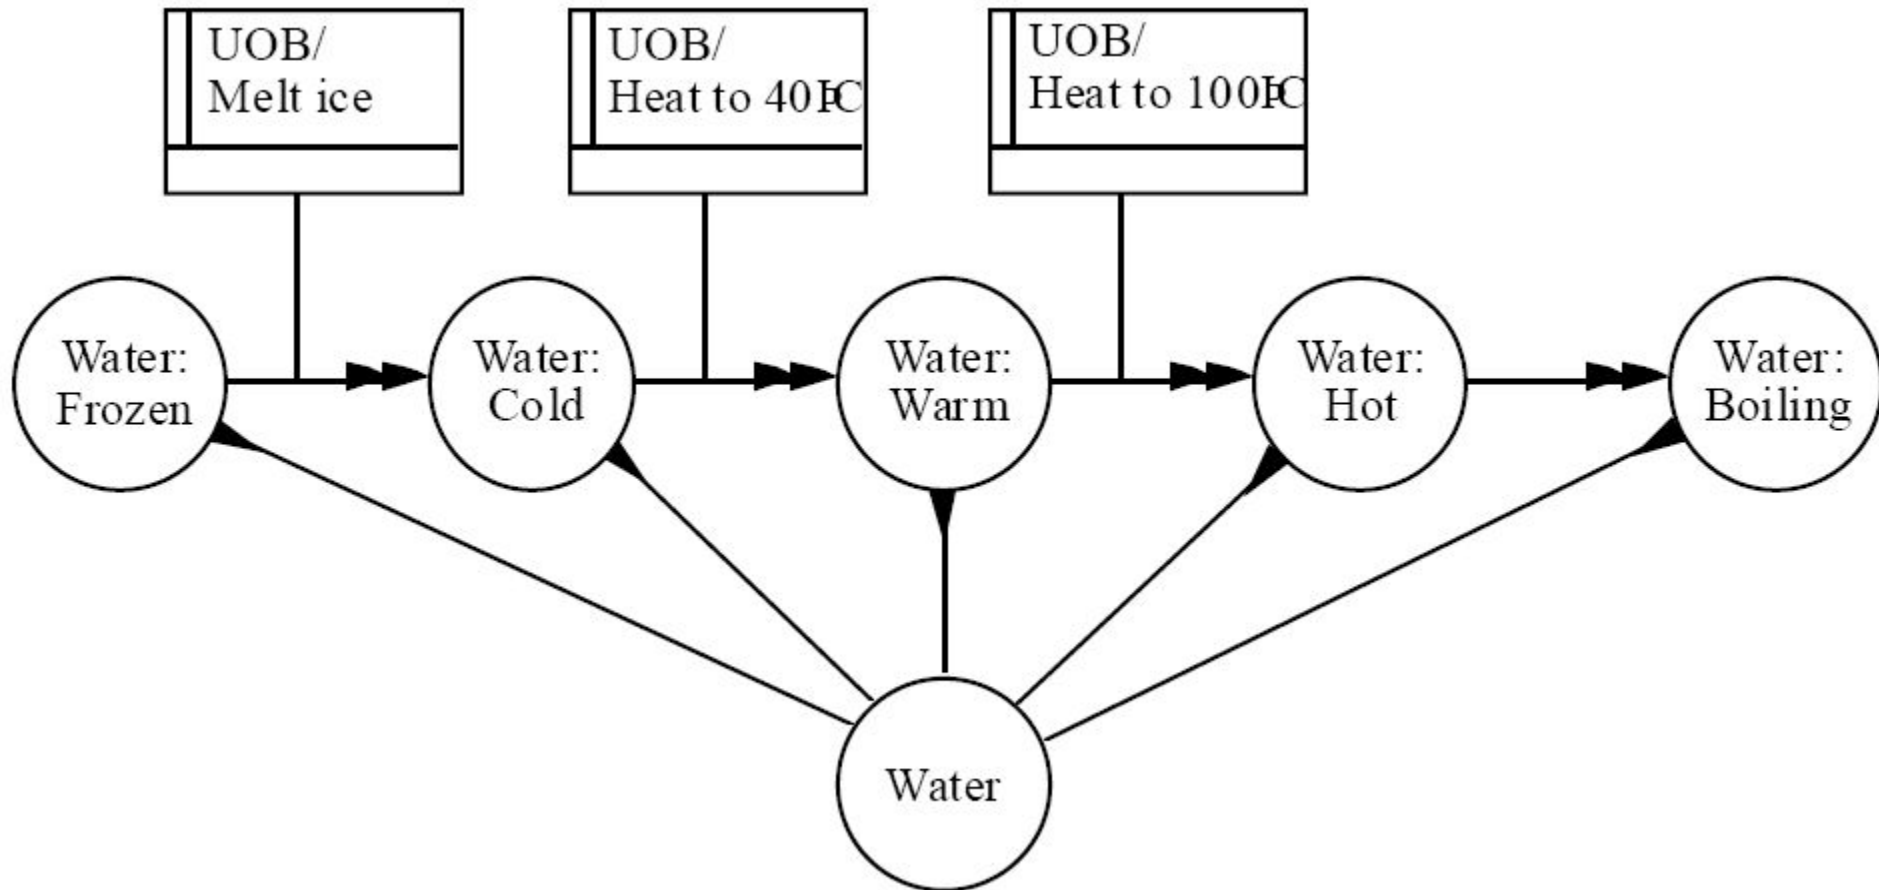 UOB/
Melt ice
UOB/
Heat to 40°C
UOB/
Heat to 100°C
Water:
Frozen
Water:
Cold
Water:
Warm
Water:
Hot
Water:
Boiling
Water